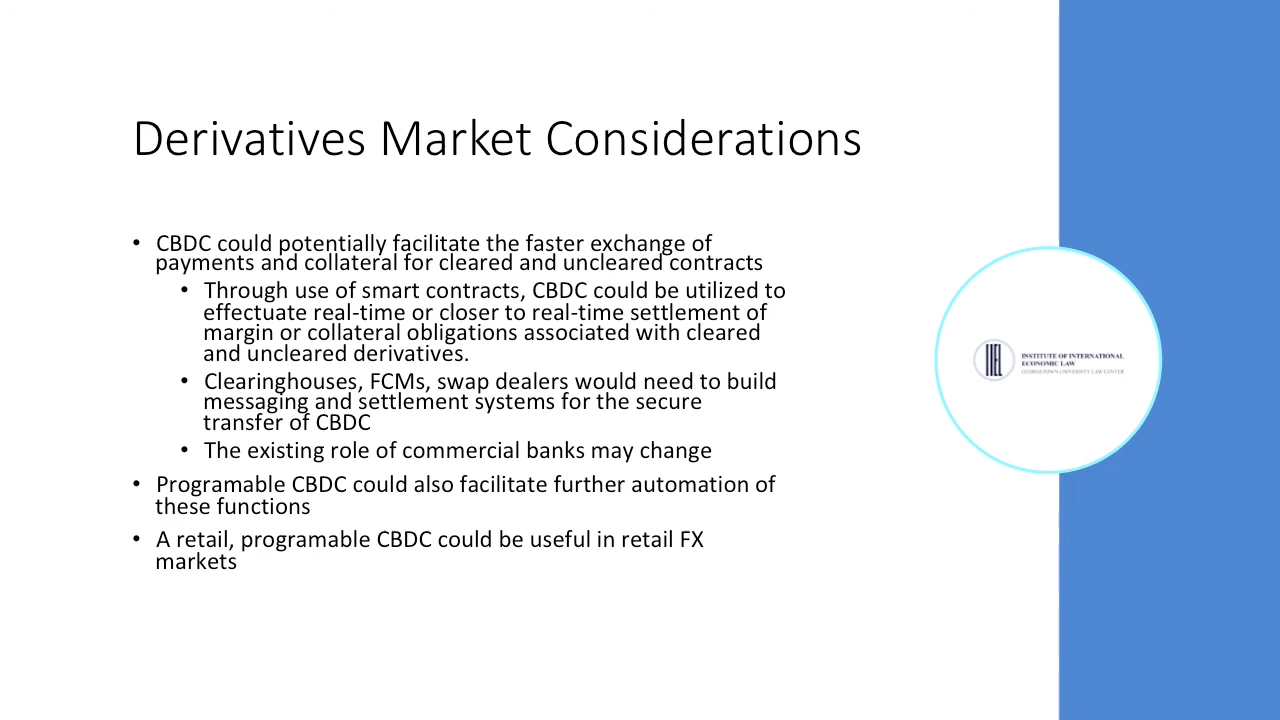 Derivatives Market Considerations
• CBDC could potentially facilitate the faster exchange of
payments and collateral for cleared and uncleared contracts
• Through use of smart contracts, CBDC could be utilized to
effectuate real-time or closer to real-time settlement of
margin or collateral obligations associated with cleared
and uncleared derivatives.
• Clearinghouses, FCMs, swap dealers would need to build
messaging and settlement systems for the secure
transfer of CBDC
• The existing role of commercial banks may change
• Programable CBDC could also facilitate further automation of
these functions
• A retail, programable CBDC could be useful in retail FX
markets
IIEL
INSTITUTE OF INTERNATIONAL
ECONOMIC LAW
GEORGETOWN UNIVERSITY LAW CENTER